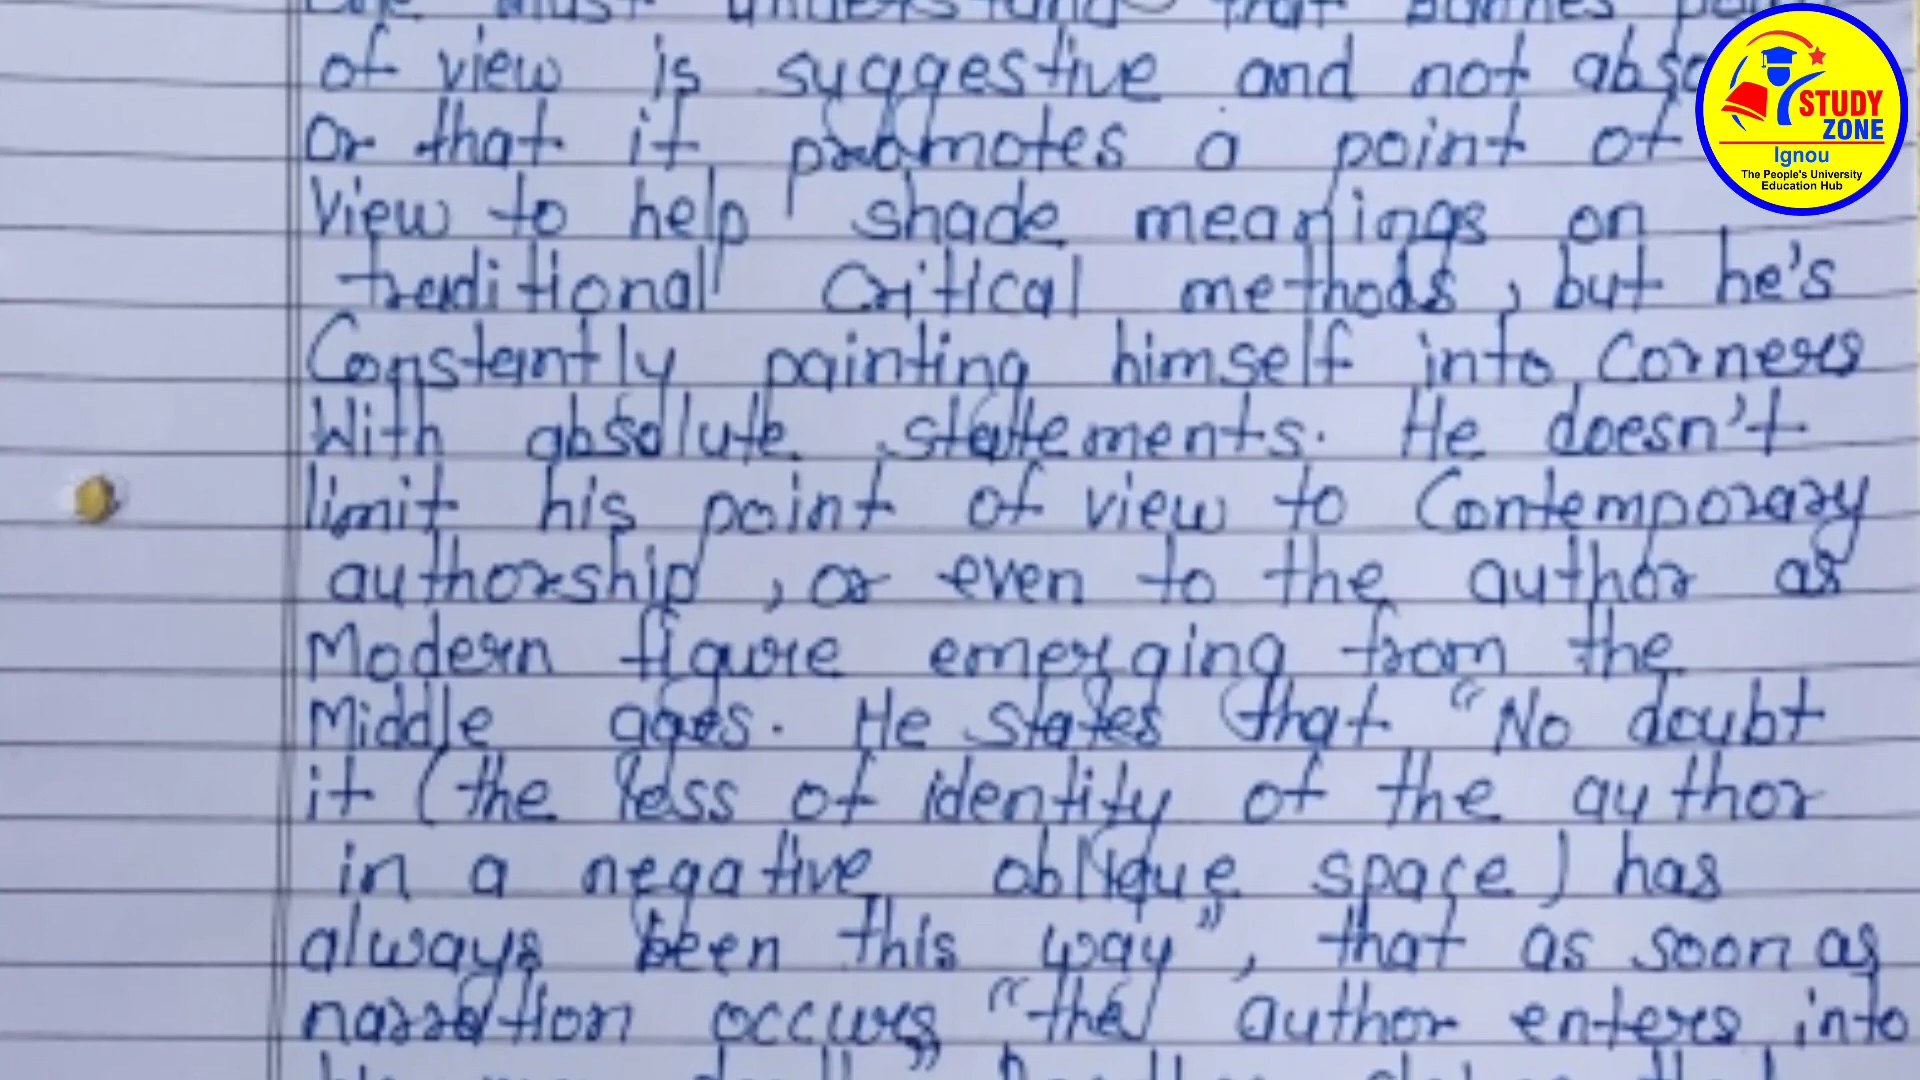 must understand that
of view is suggestive and not
Or that it promotes a point of
View to help shade meanings on
traditional critical methods, but he's
Constantly painting himself into Corners
With absolute statements. He doesn't
limit his point of view to Contemporary
authorship, or even to the author as
Modern figure emerging from the
Middle ages. He states that "No doubt
it (the less of identity of the author
in a negative oblique space) has
always been this way", that as soon as
narration occurs "the author enters into
STUDY
ZONE
Ignou
The People's University
Education Hub